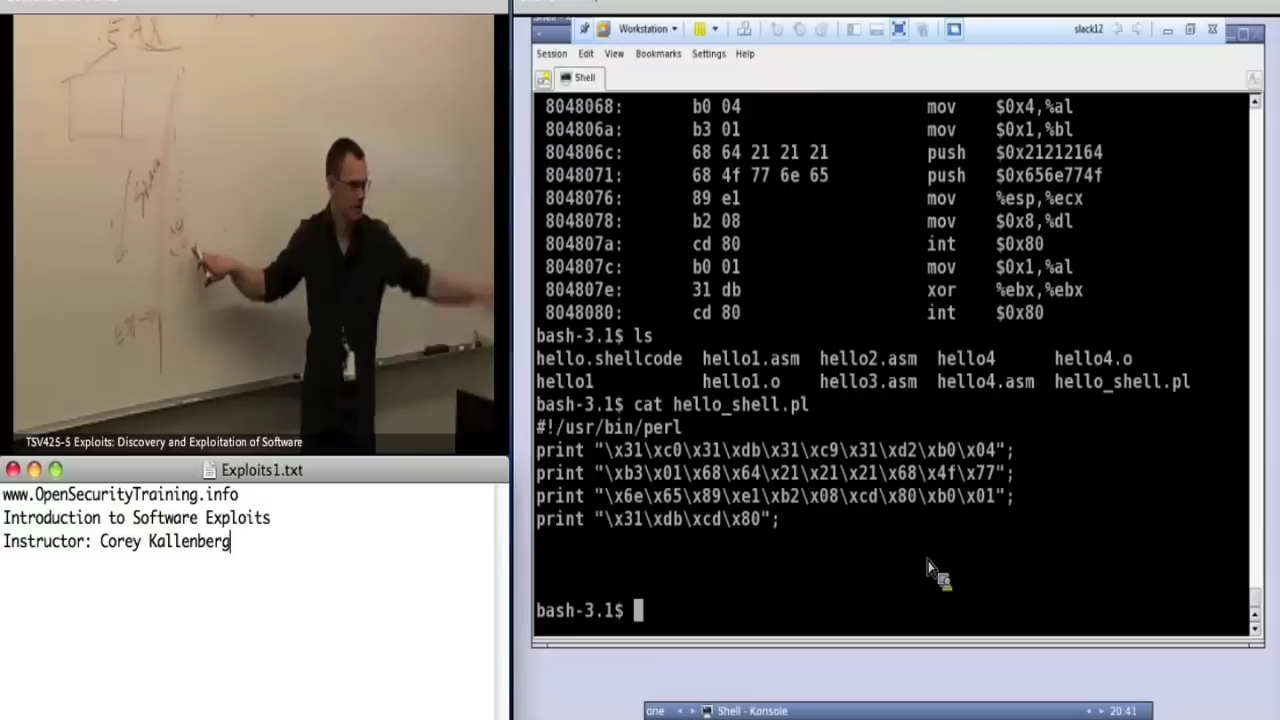 EAX
TSV425-5 Exploits: Discovery and Exploitation of Software
Exploits1.txt
www.OpenSecurityTraining.info
Introduction to Software Exploits
Instructor: Corey Kallenberg
Workstation
slack12
Session Edit View Bookmarks Settings Help
Shell
8048068: b0 04 mov $0x4,%al
804806a: b3 01 mov $0x1,%bl
804806c: 68 64 21 21 21 push $0x21212164
8048071: 68 4f 77 6e 65 push $0x656e774f
8048076: 89 e1 mov %esp,%ecx
8048078: b2 08 mov $0x8,%dl
804807a: cd 80 int $0x80
804807c: b0 01 mov $0x1,%al
804807e: 31 db xor %ebx,%ebx
8048080: cd 80 int $0x80
bash-3.1$ ls
hello.shellcode hello1.asm hello2.asm hello4 hello4.o
hello1 hello1.o hello3.asm hello4.asm hello_shell.pl
bash-3.1$ cat hello_shell.pl
#!/usr/bin/perl
print "\x31\xc0\x31\xdb\x31\xc9\x31\xd2\xb0\x04";
print "\xb3\x01\x68\x64\x21\x21\x21\x68\x4f\x77";
print "\x6e\x65\x89\xe1\xb2\x08\xcd\x80\xb0\x01";
print "\x31\xdb\xcd\x80";
bash-3.1$
one Shell - Konsole 20.41